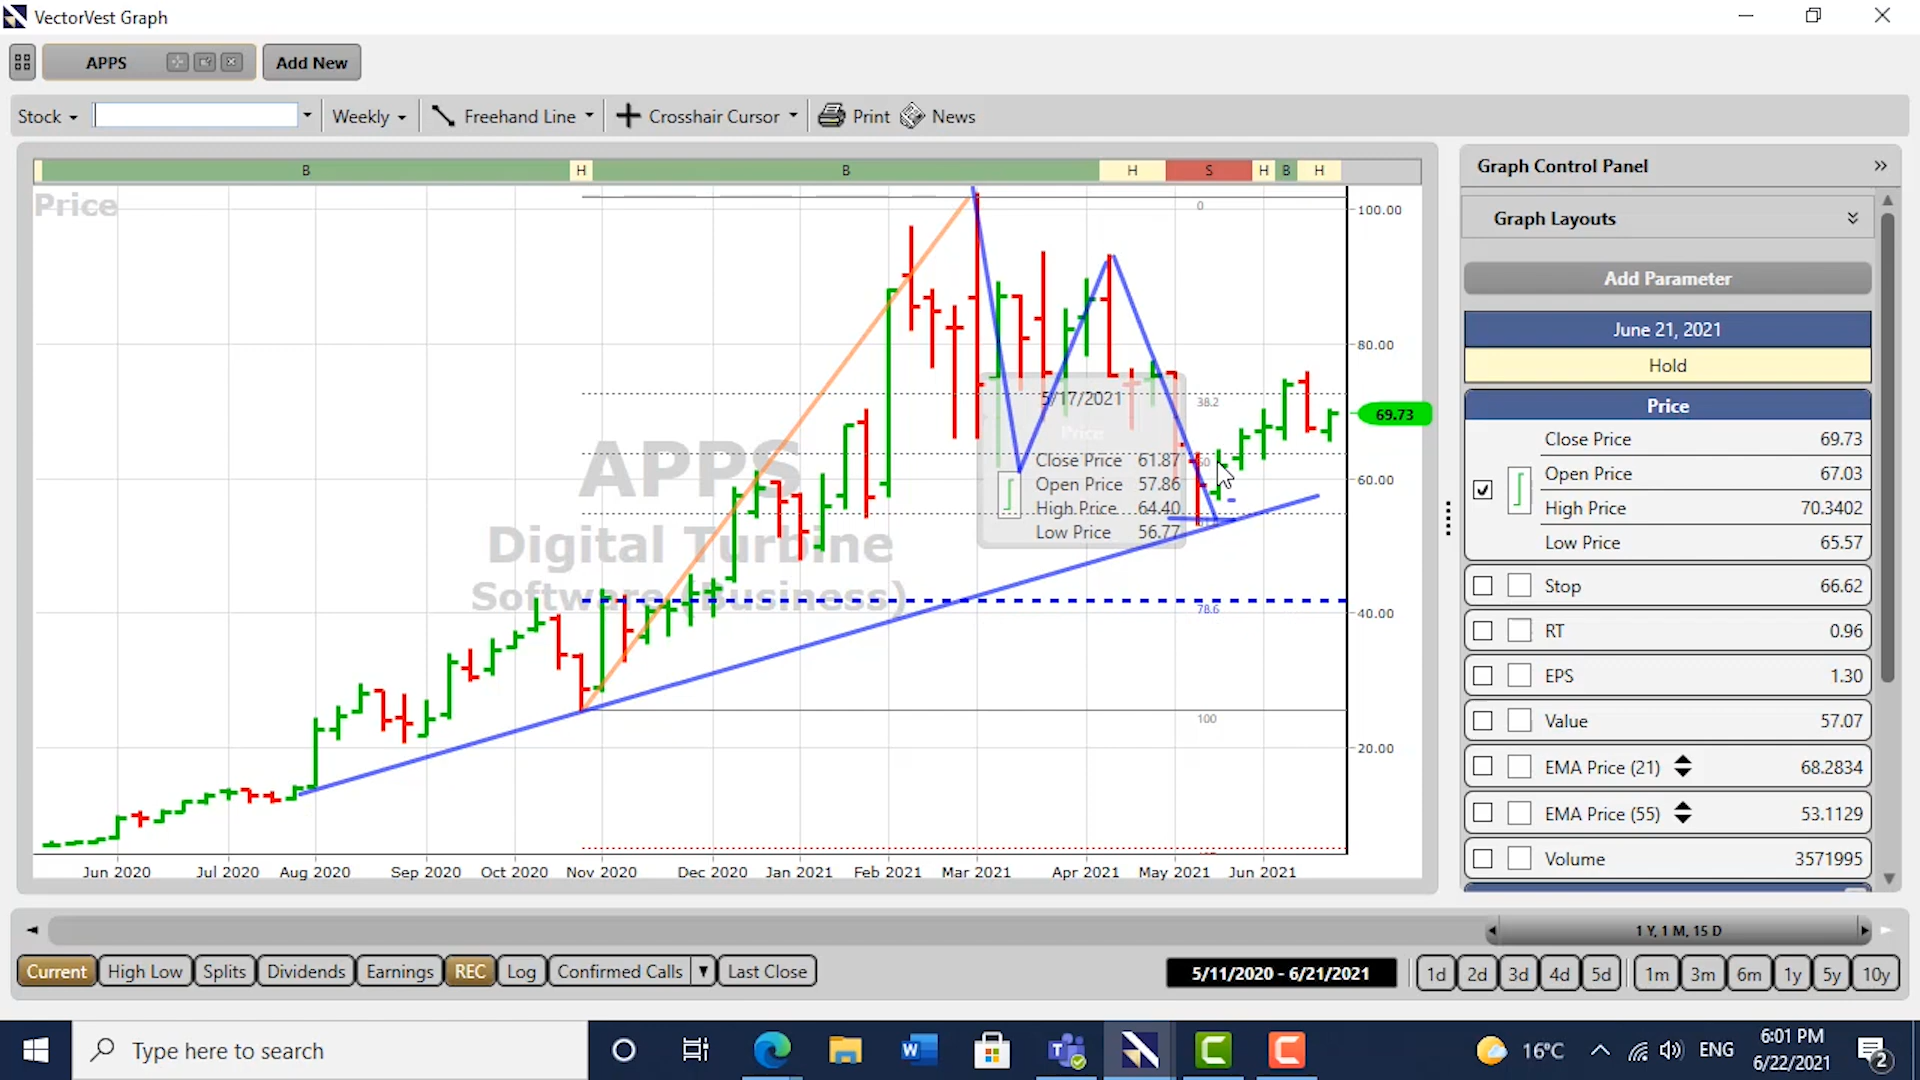 VectorVest Graph
APPS
Add New
Stock
Weekly
Freehand Line
Crosshair Cursor
Print
News
B H B H S H B H
Price
0
100.00
80.00
38.2
69.73
5/17/2021
Price
Close Price 61.87
Open Price 57.86
High Price 64.40
Low Price 56.77
60.00
APPS
Digital Turbine
Software (Business)
40.00
78.6
100
20.00
Jun 2020 Jul 2020 Aug 2020 Sep 2020 Oct 2020 Nov 2020 Dec 2020 Jan 2021 Feb 2021 Mar 2021 Apr 2021 May 2021 Jun 2021
Graph Control Panel
Graph Layouts
Add Parameter
June 21, 2021
Hold
Price
Close Price 69.73
Open Price 67.03
High Price 70.3402
Low Price 65.57
Stop 66.62
RT 0.96
EPS 1.30
Value 57.07
EMA Price (21) 68.2834
EMA Price (55) 53.1129
Volume 3571995
1 Y, 1 M, 15 D
Current High Low Splits Dividends Earnings REC Log Confirmed Calls Last Close
5/11/2020 - 6/21/2021
1d 2d 3d 4d 5d 1m 3m 6m 1y 5y 10y
Type here to search
16°C
ENG
6:01 PM
6/22/2021
2